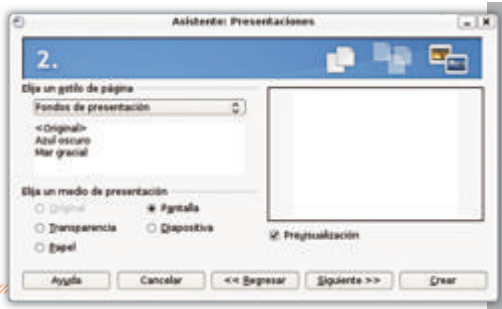 Asistente: Presentaciones
2.
Elija un estilo de página
Fondos de presentación
<Original>
Azul oscuro
Mar gracial
Elija un medio de presentación
Original
Pantalla
Transparencia
Diapositiva
Papel
Previsualización
Ayuda
Cancelar
<< Regresar
Siguiente >>
Crear